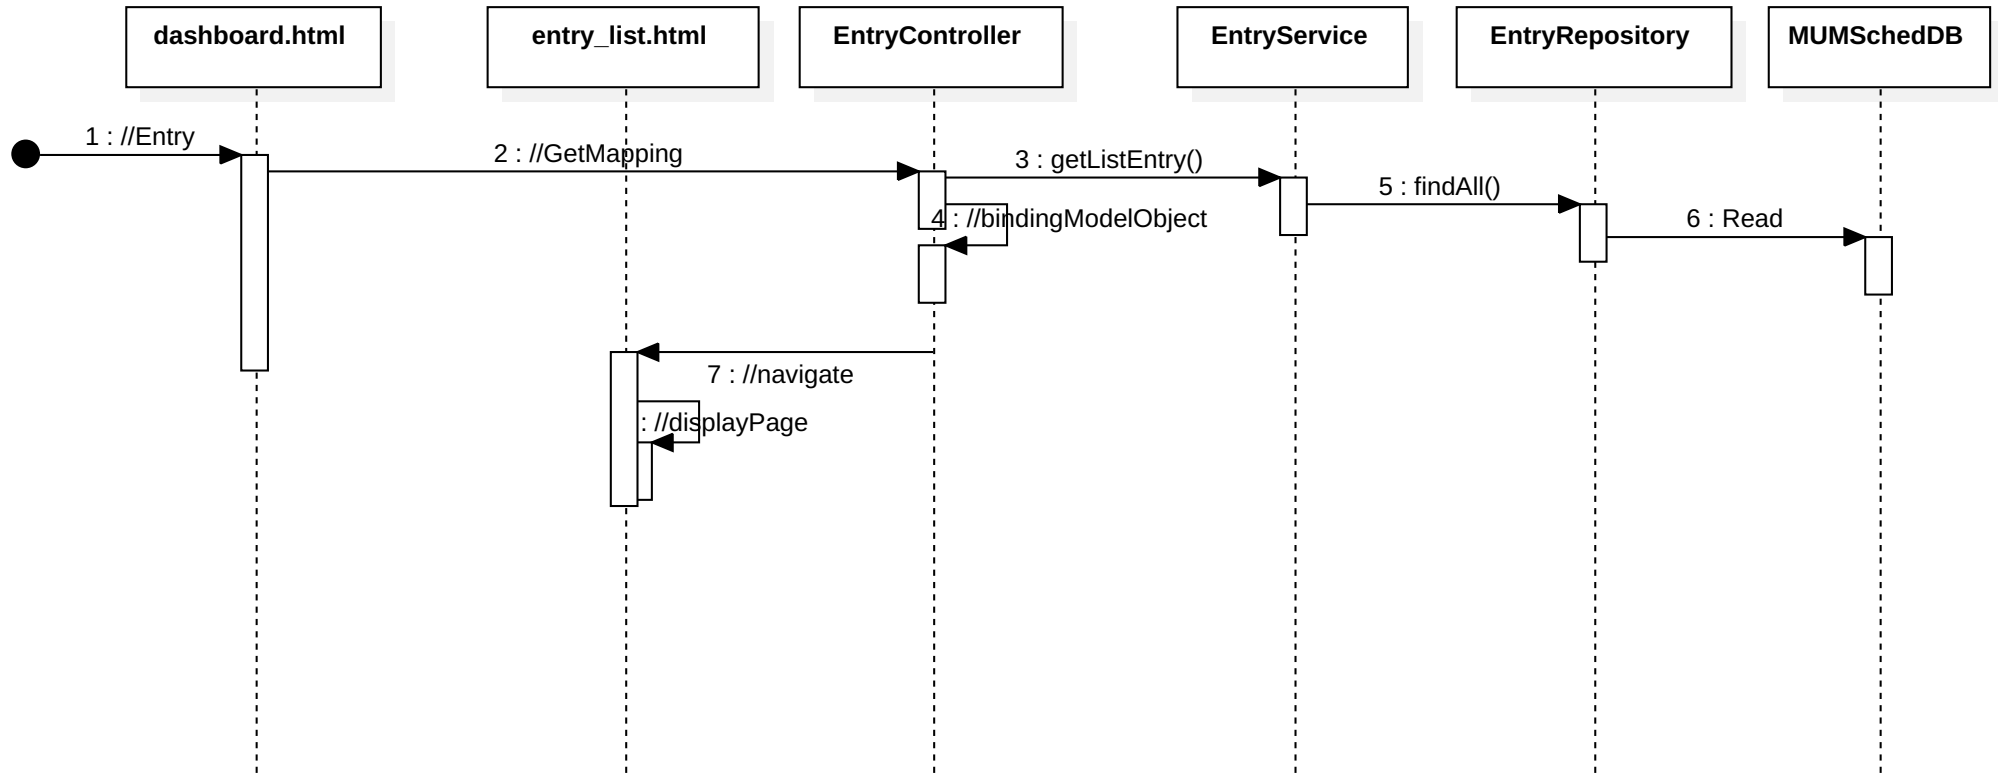 dashboard.html
entry_list.html
EntryController
EntryService
EntryRepository
MUMSchedDB
1 : //Entry
2 : //GetMapping
3 : getListEntry()
5 : findAll()
4 : //bindingModelObject
6 : Read
7 : //navigate
: //displayPage